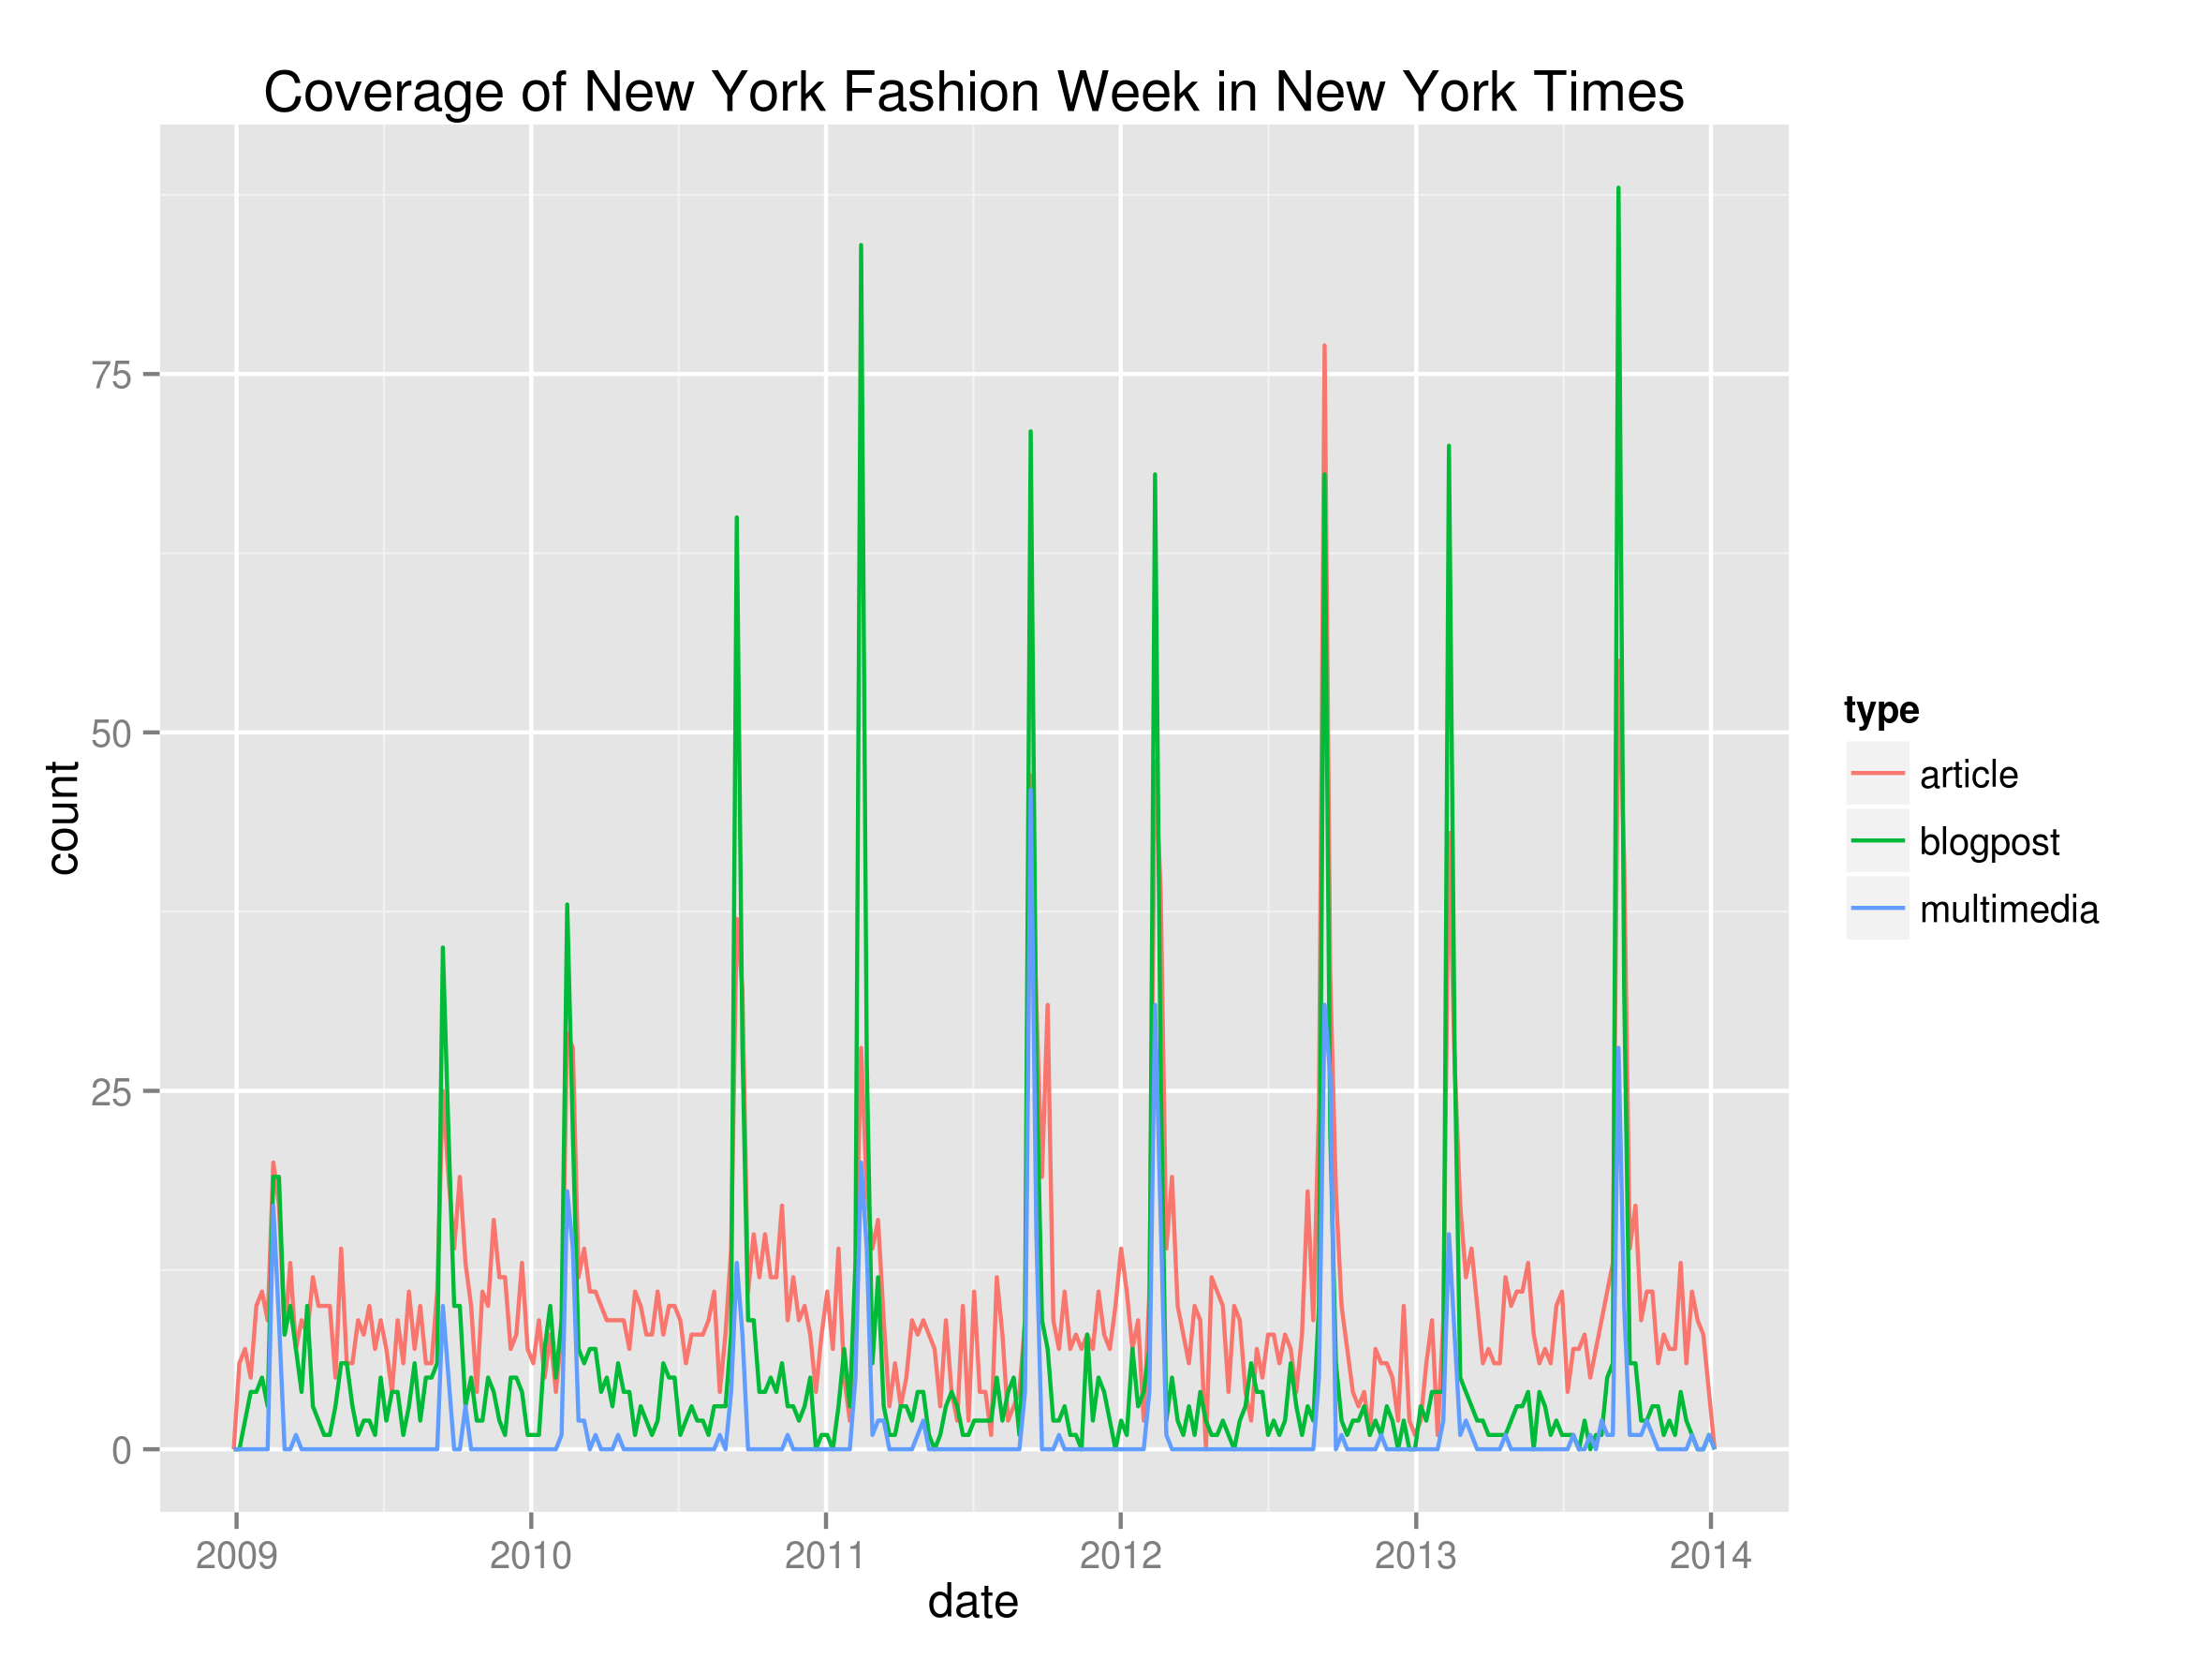 Coverage of New York Fashion Week in New York Times
75
50
25
0
count
2009 2010 2011 2012 2013 2014
date
type
article
blogpost
multimedia